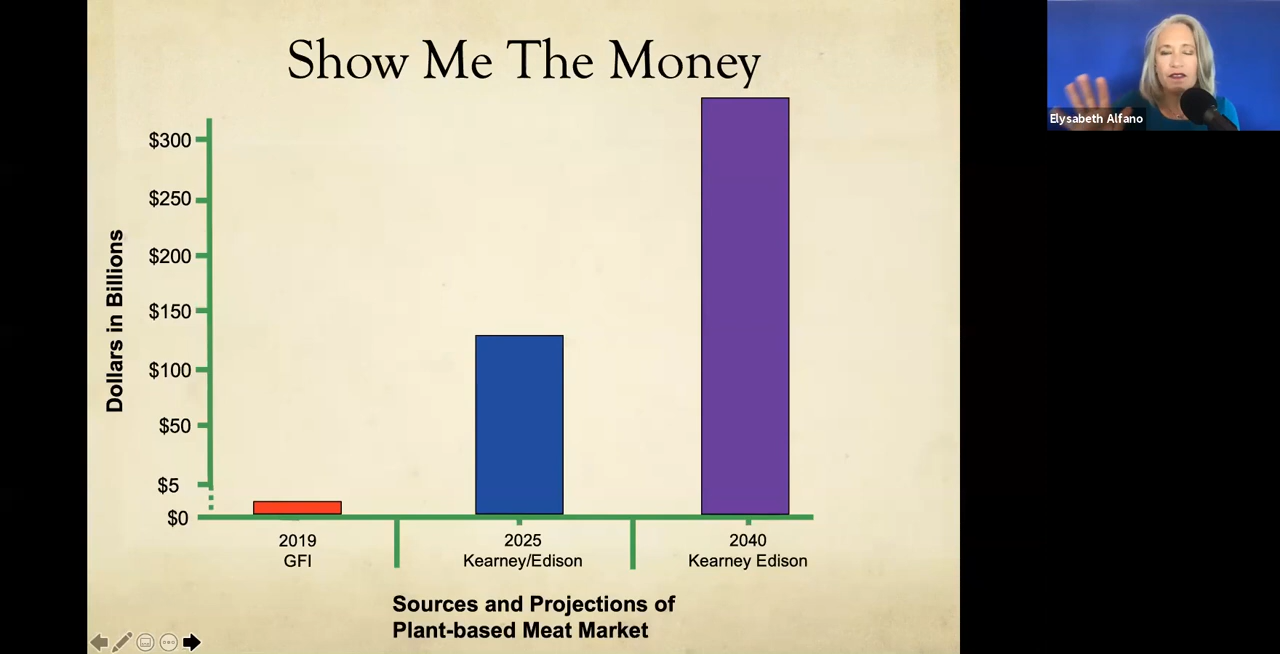 Show Me The Money
Elysabeth Alfano
Dollars in Billions
$300
$250
$200
$150
$100
$50
$5
$0
2019
GFI
2025
Kearney/Edison
2040
Kearney Edison
Sources and Projections of
Plant-based Meat Market